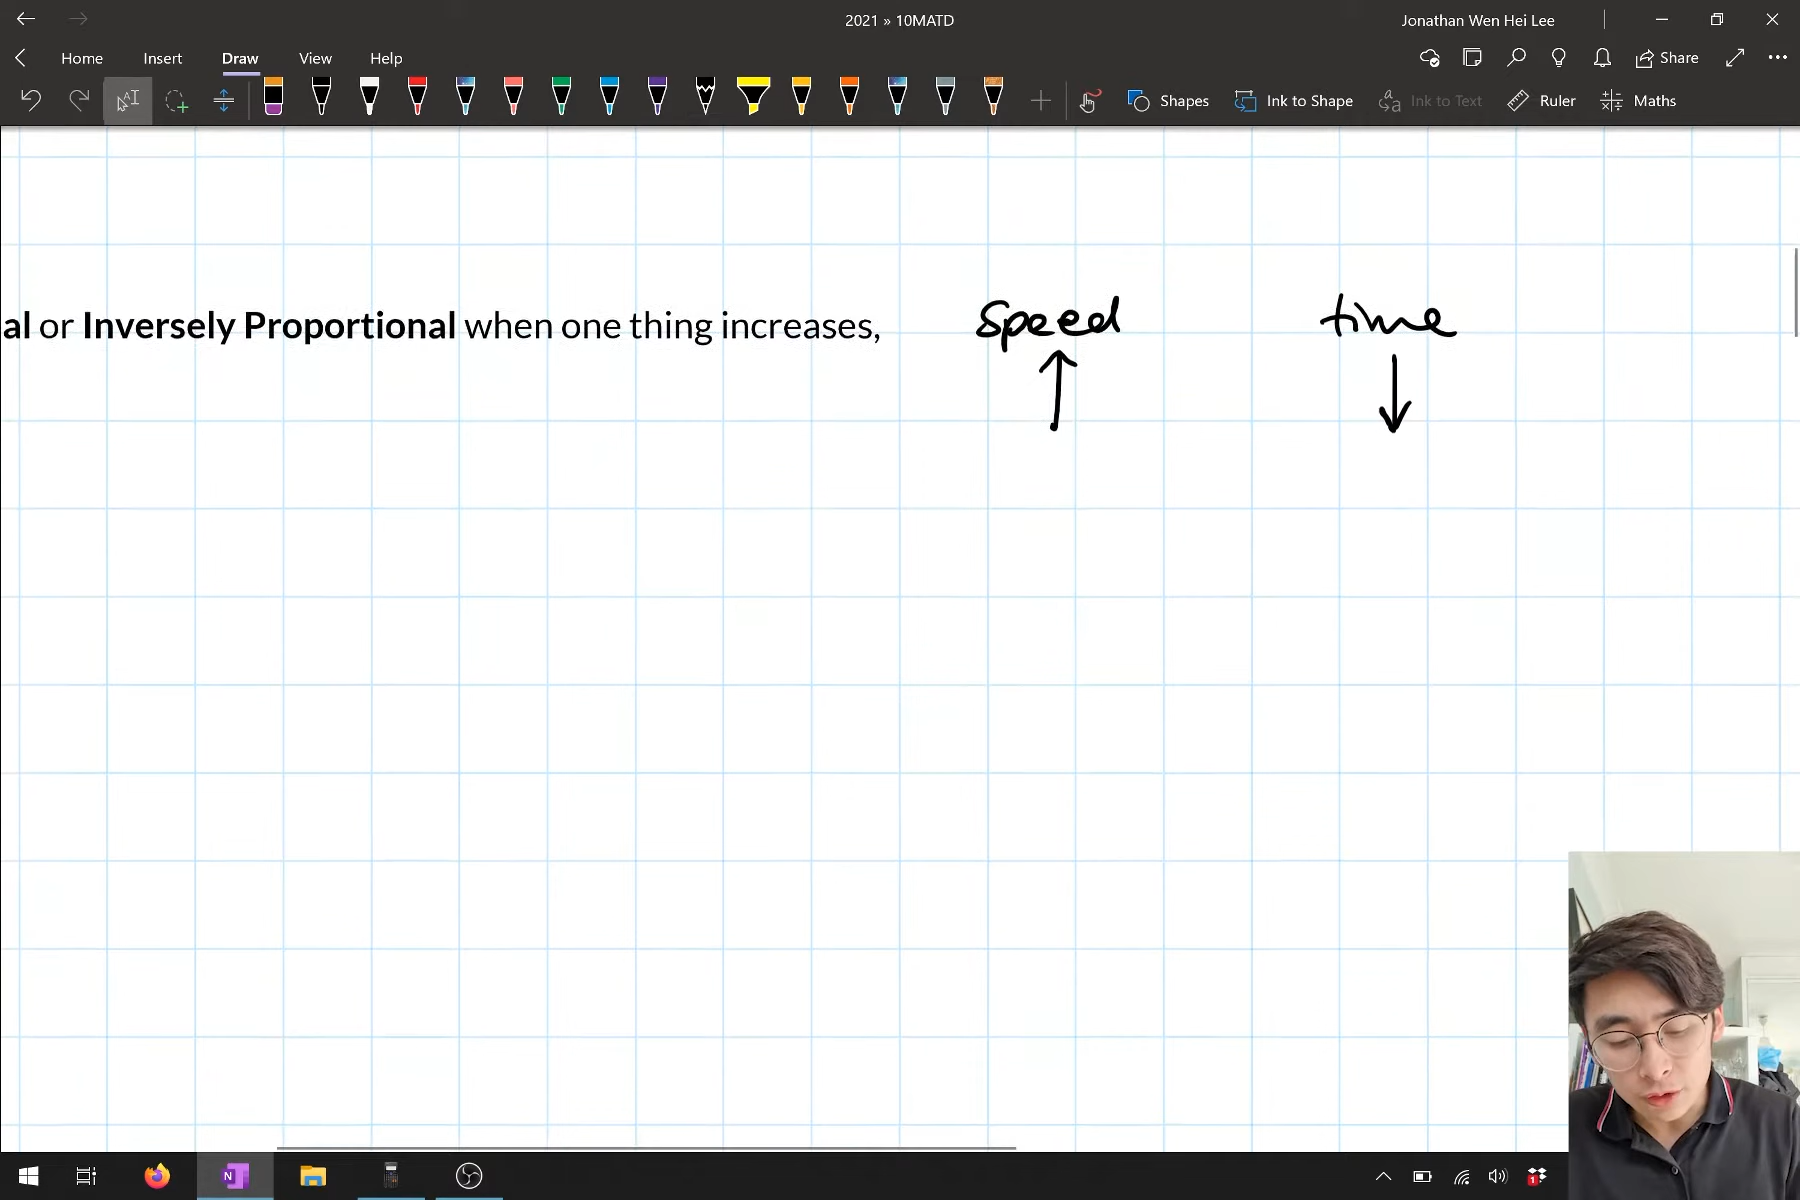 2021 » 10MATD
Jonathan Wen Hei Lee
Home Insert Draw View Help
Share
Shapes Ink to Shape Ink to Text Ruler Maths
al or Inversely Proportional when one thing increases, speed time
N
1